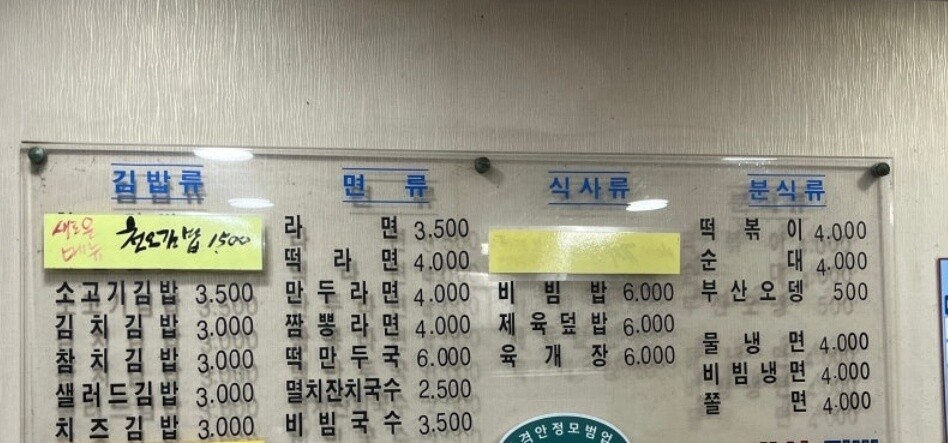 김밥류
새로운 메뉴
천오김밥 1,500
소고기김밥 3.500
김치김밥 3.000
참치김밥 3.000
샐러드김밥 3.000
치즈김밥 3.000
면류
라면 3.500
떡라면 4.000
만두라면 4.000
짬뽕라면 4.000
떡만두국 6.000
멸치잔치국수 2.500
비빔국수 3.500
식사류
비빔밥 6.000
제육덮밥 6.000
육개장 6.000
분식류
떡볶이 4.000
순대 4.000
부산오뎅 500
물냉면 4.000
비빔냉면 4.000
쫄면 4.000